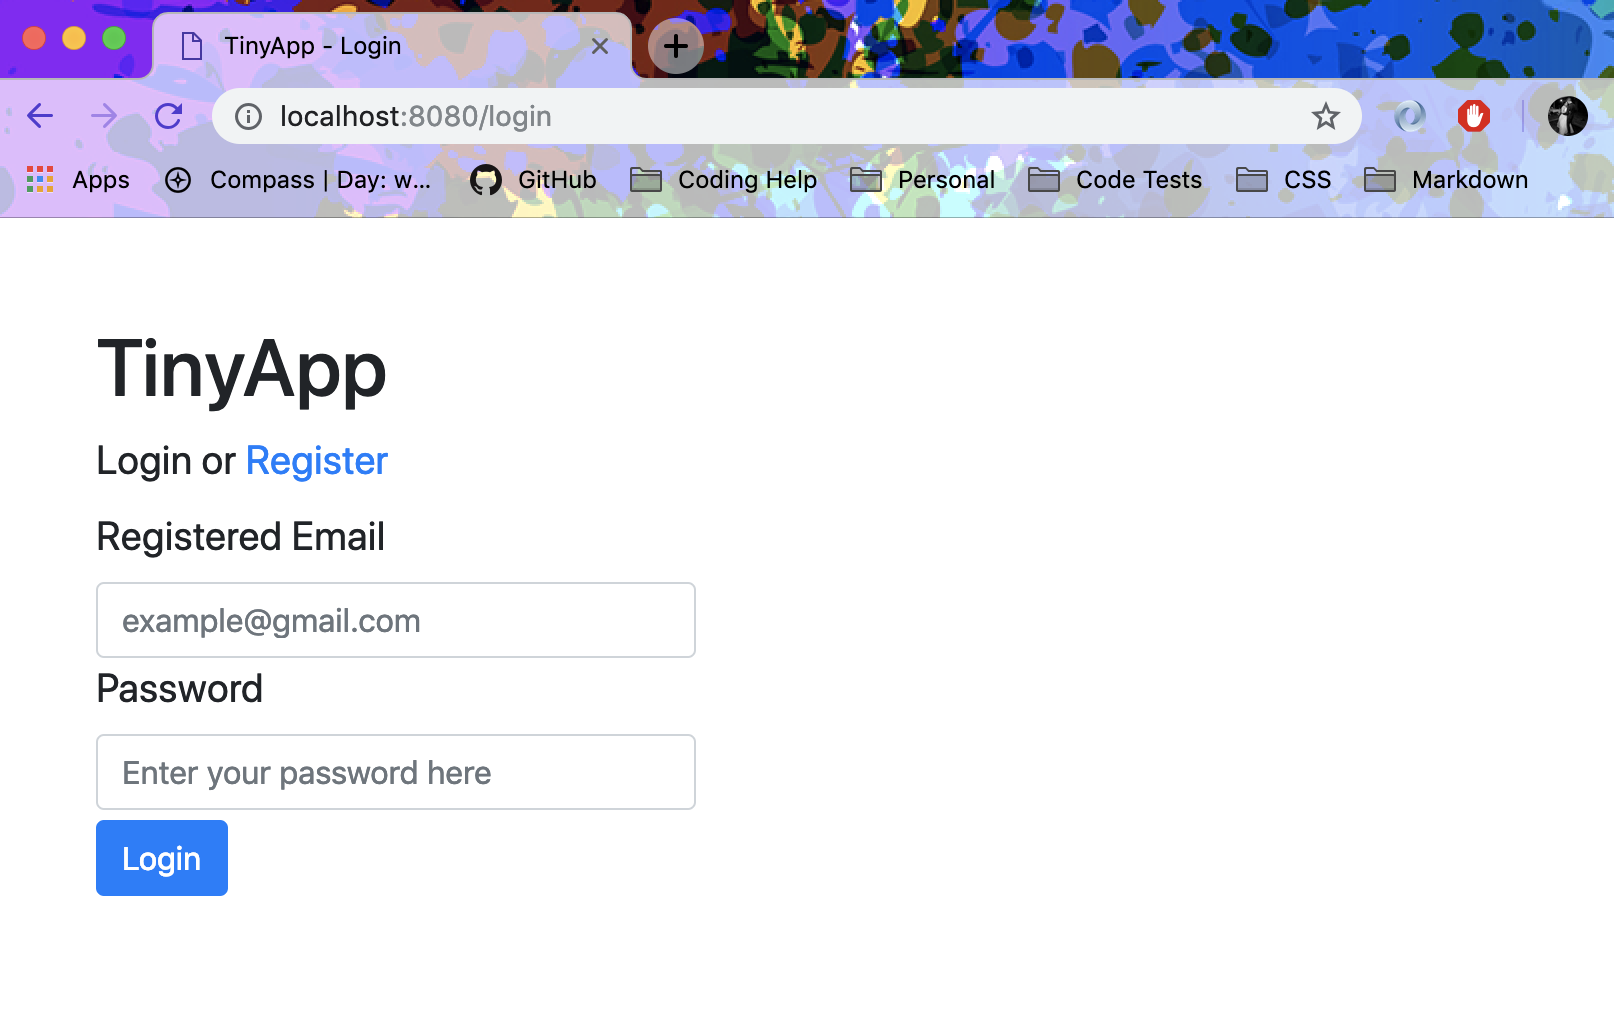 TinyApp - Login
localhost:8080/login
Apps Compass | Day: w... GitHub Coding Help Personal Code Tests CSS Markdown
TinyApp
Login or Register
Registered Email
example@gmail.com
Password
Enter your password here
Login